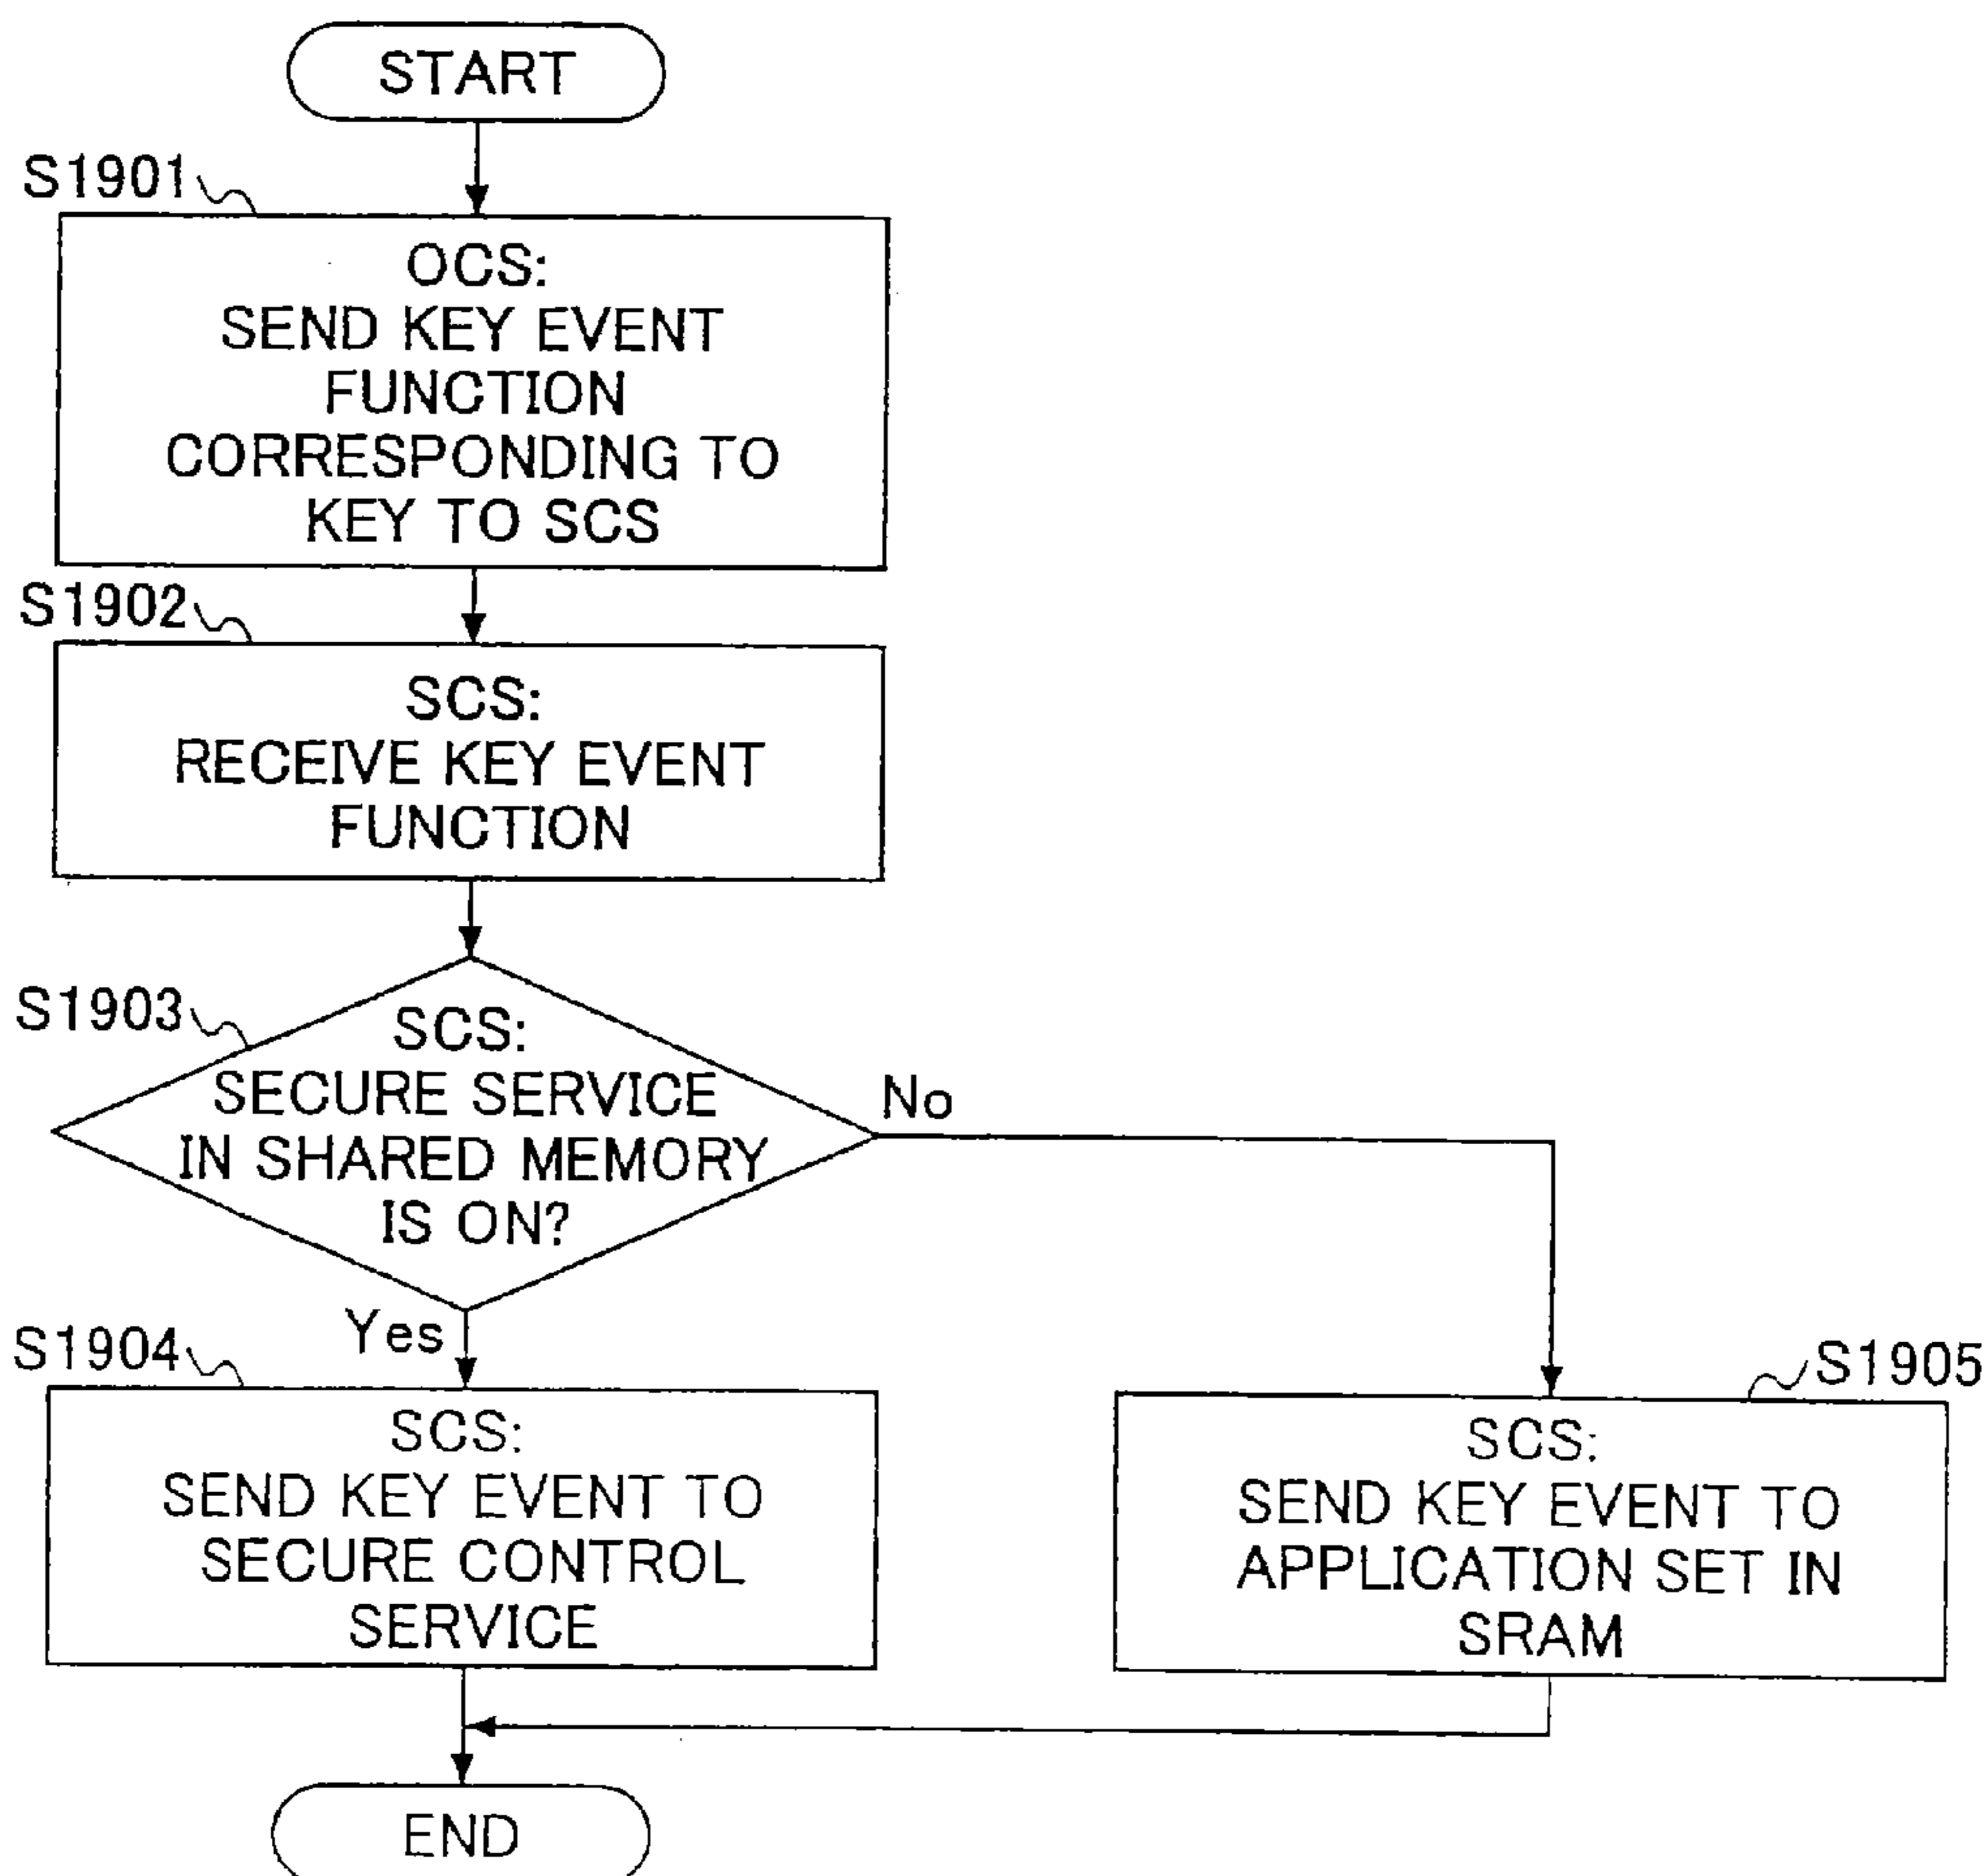 START
S1901
OCS:
SEND KEY EVENT
FUNCTION
CORRESPONDING TO
KEY TO SCS
S1902
SCS:
RECEIVE KEY EVENT
FUNCTION
S1903
SCS:
SECURE SERVICE
IN SHARED MEMORY
IS ON?
No
Yes
S1904
SCS:
SEND KEY EVENT TO
SECURE CONTROL
SERVICE
S1905
SCS:
SEND KEY EVENT TO
APPLICATION SET IN
SRAM
END